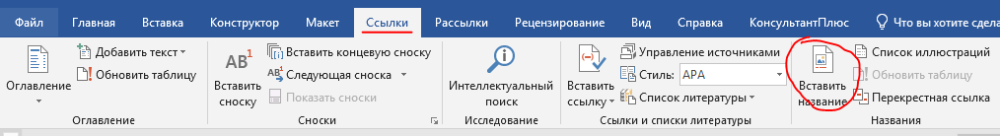 Файл Главная Вставка Конструктор Макет Ссылки Рассылки Рецензирование Вид Справка КонсультантПлюс Что вы хотите сдела
Оглавление
Добавить текст
Обновить таблицу
Оглавление
AB1
Вставить
сноску
Вставить концевую сноску
AB1 Следующая сноска
Показать сноски
Сноски
Интеллектуальный
поиск
Исследование
Вставить
ссылку
Управление источниками
Стиль: APA
Список литературы
Ссылки и списки литературы
Вставить
название
Список иллюстраций
Обновить таблицу
Перекрестная ссылка
Названия